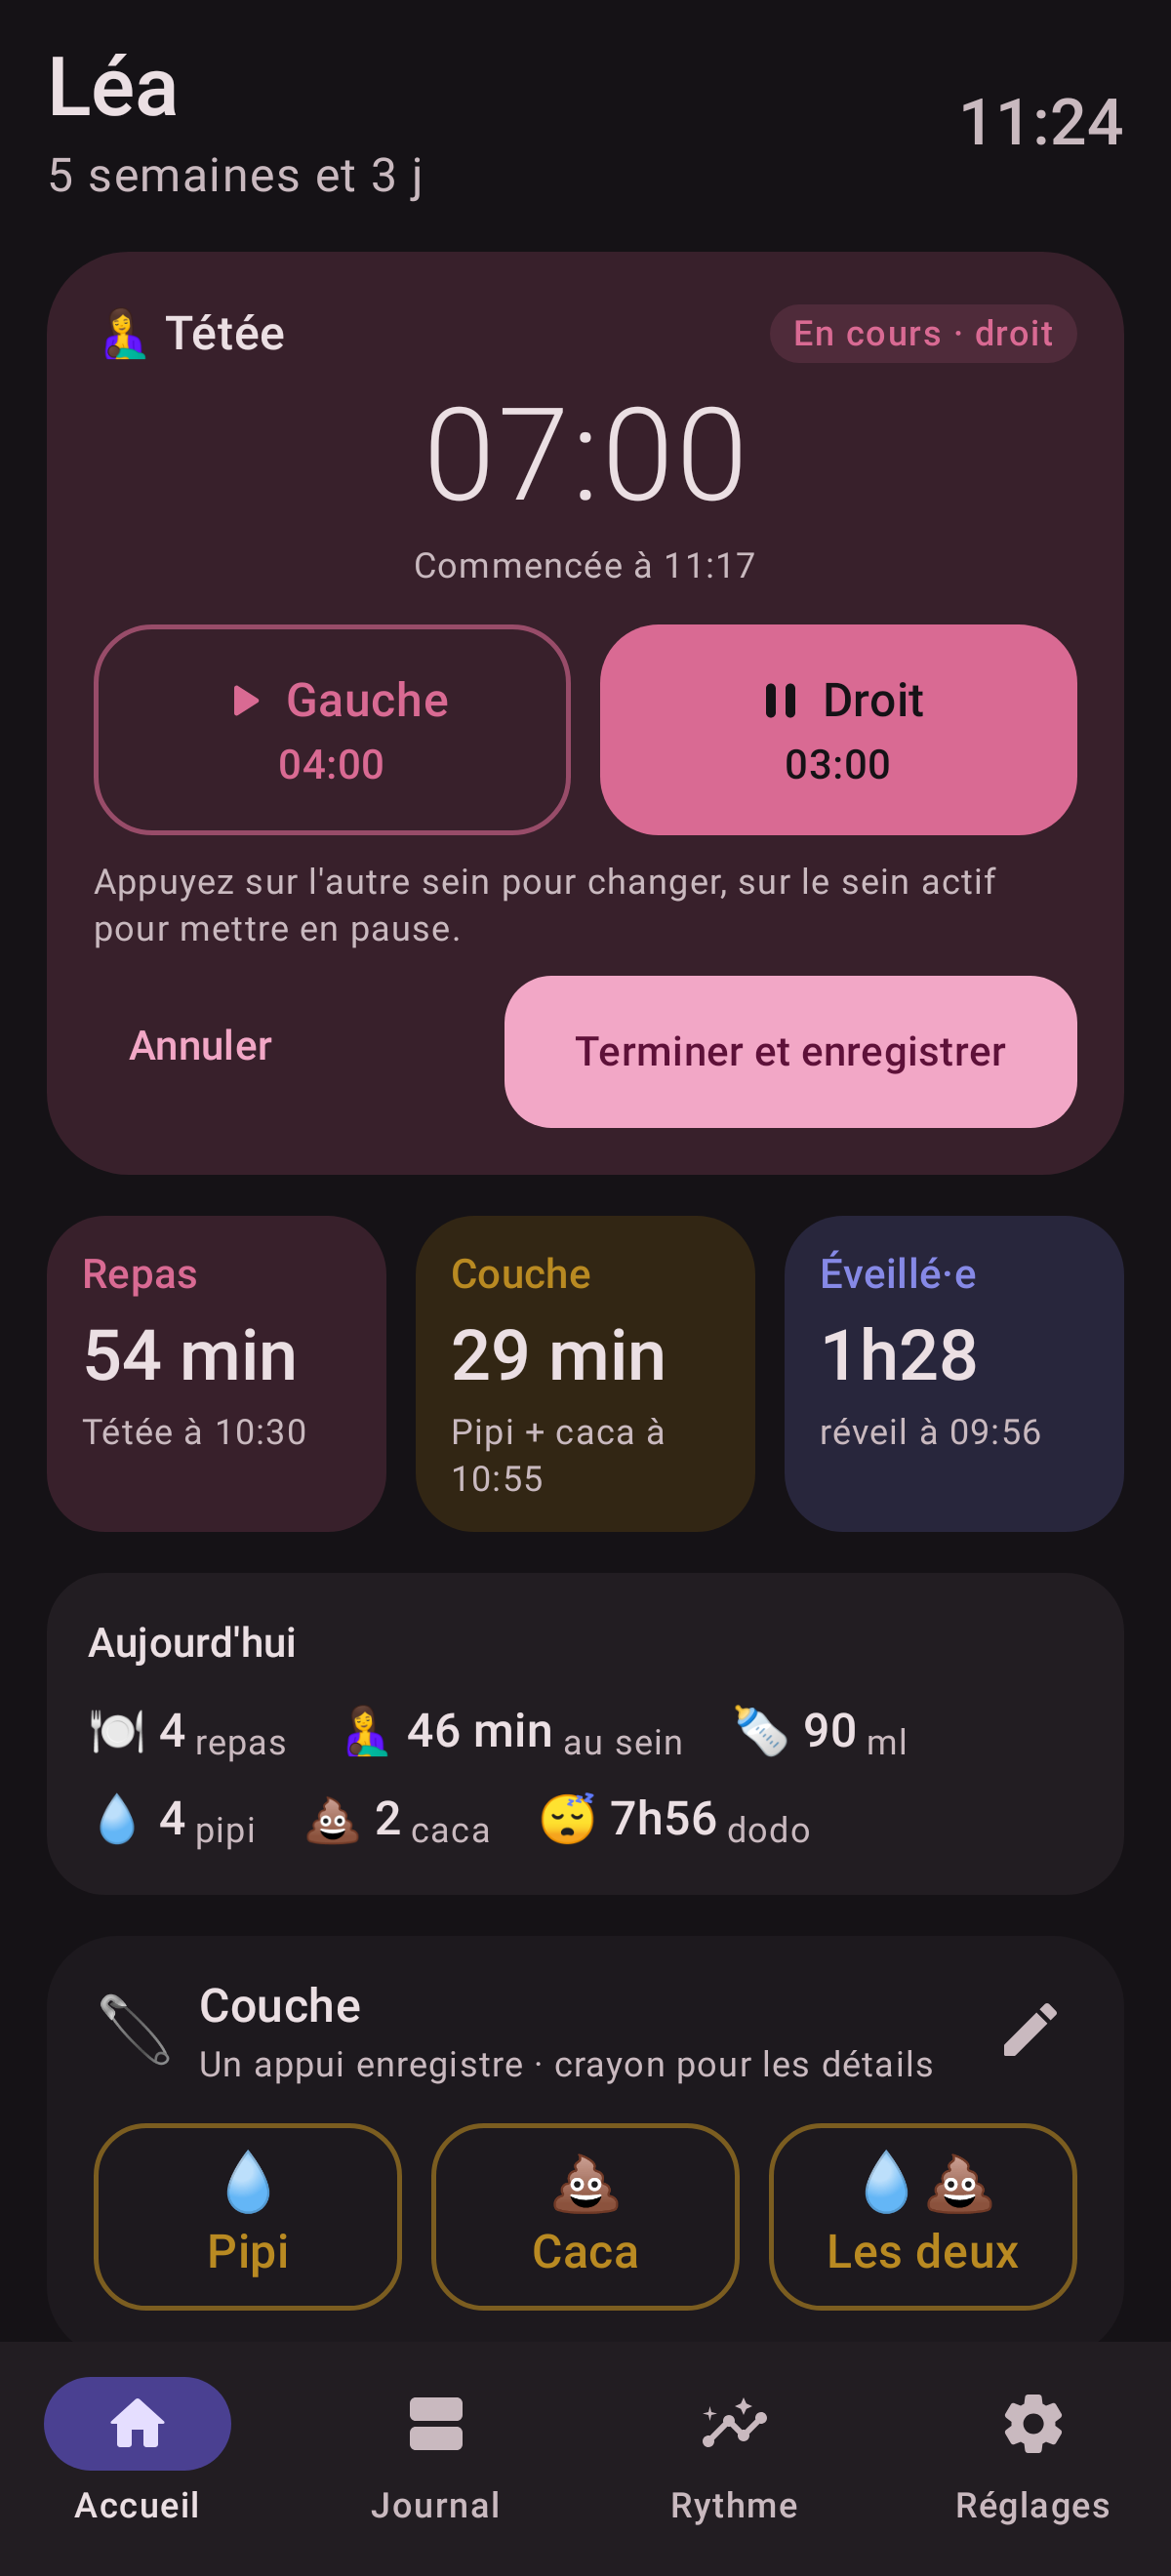 Léa
5 semaines et 3 j
11:24
Tétée
En cours · droit
07:00
Commencée à 11:17
Gauche
04:00
Droit
03:00
Appuyez sur l'autre sein pour changer, sur le sein actif
pour mettre en pause.
Annuler
Terminer et enregistrer
Repas
54 min
Tétée à 10:30
Couche
29 min
Pipi + caca à
10:55
Éveillé·e
1h28
réveil à 09:56
Aujourd'hui
4 repas
46 min au sein
90 ml
4 pipi
2 caca
7h56 dodo
Couche
Un appui enregistre · crayon pour les détails
Pipi
Caca
Les deux
Accueil
Journal
Rythme
Réglages